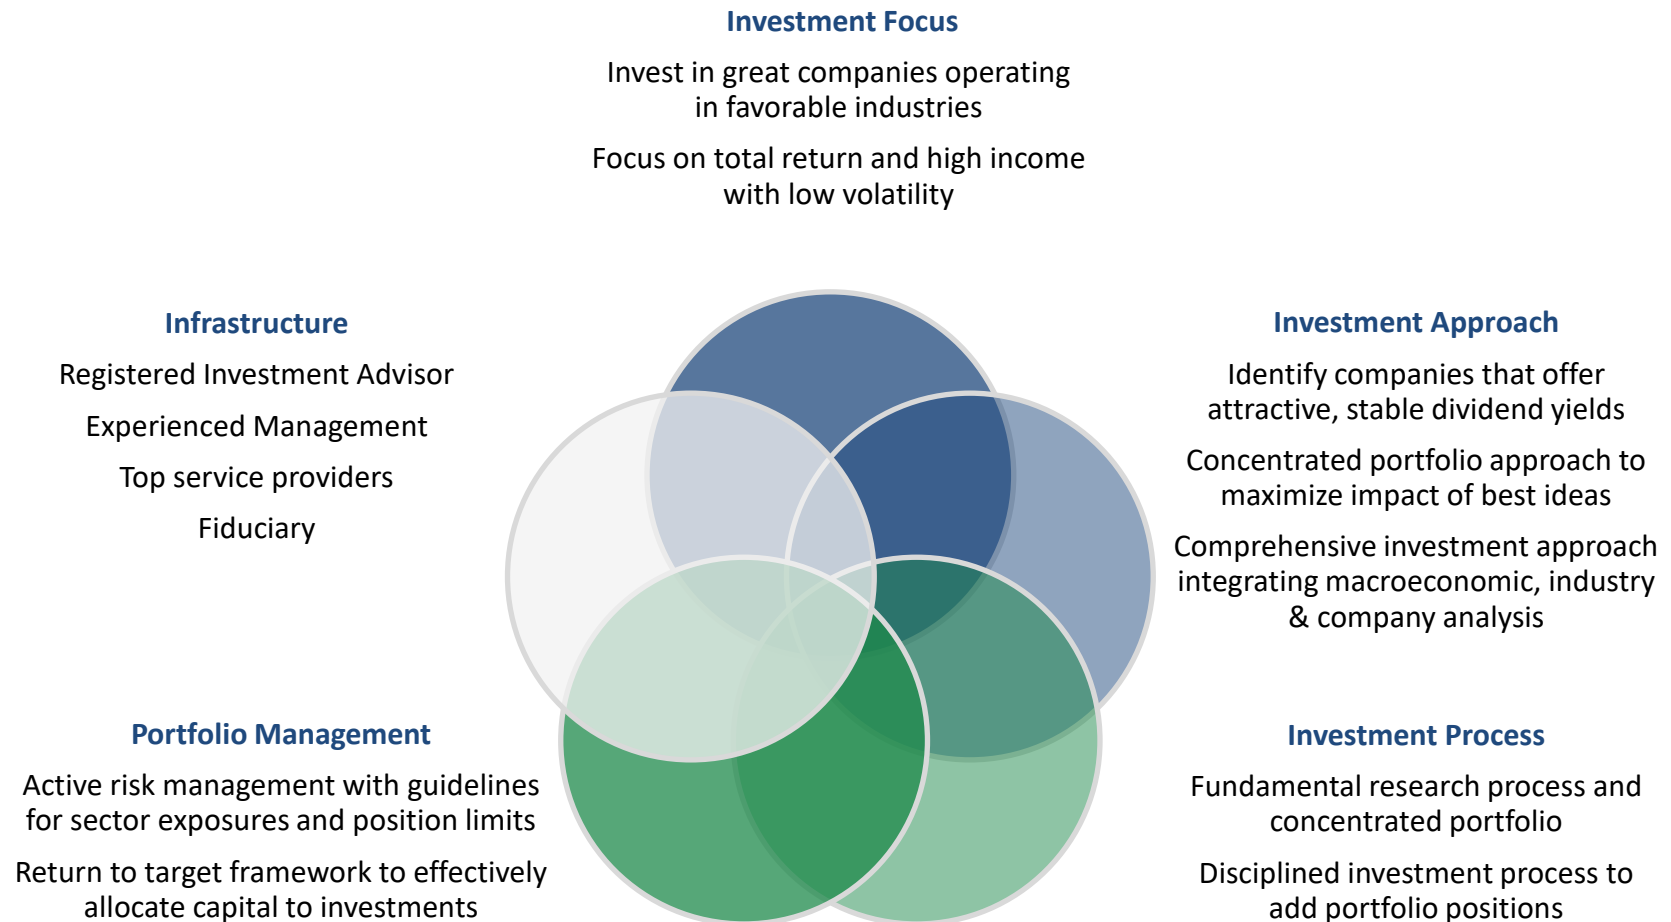 Investment Focus
Invest in great companies operating
in favorable industries
Focus on total return and high income
with low volatility
Infrastructure
Registered Investment Advisor
Experienced Management
Top service providers
Fiduciary
Investment Approach
Identify companies that offer
attractive, stable dividend yields
Concentrated portfolio approach to
maximize impact of best ideas
Comprehensive investment approach
integrating macroeconomic, industry
& company analysis
Portfolio Management
Active risk management with guidelines
for sector exposures and position limits
Return to target framework to effectively
allocate capital to investments
Investment Process
Fundamental research process and
concentrated portfolio
Disciplined investment process to
add portfolio positions